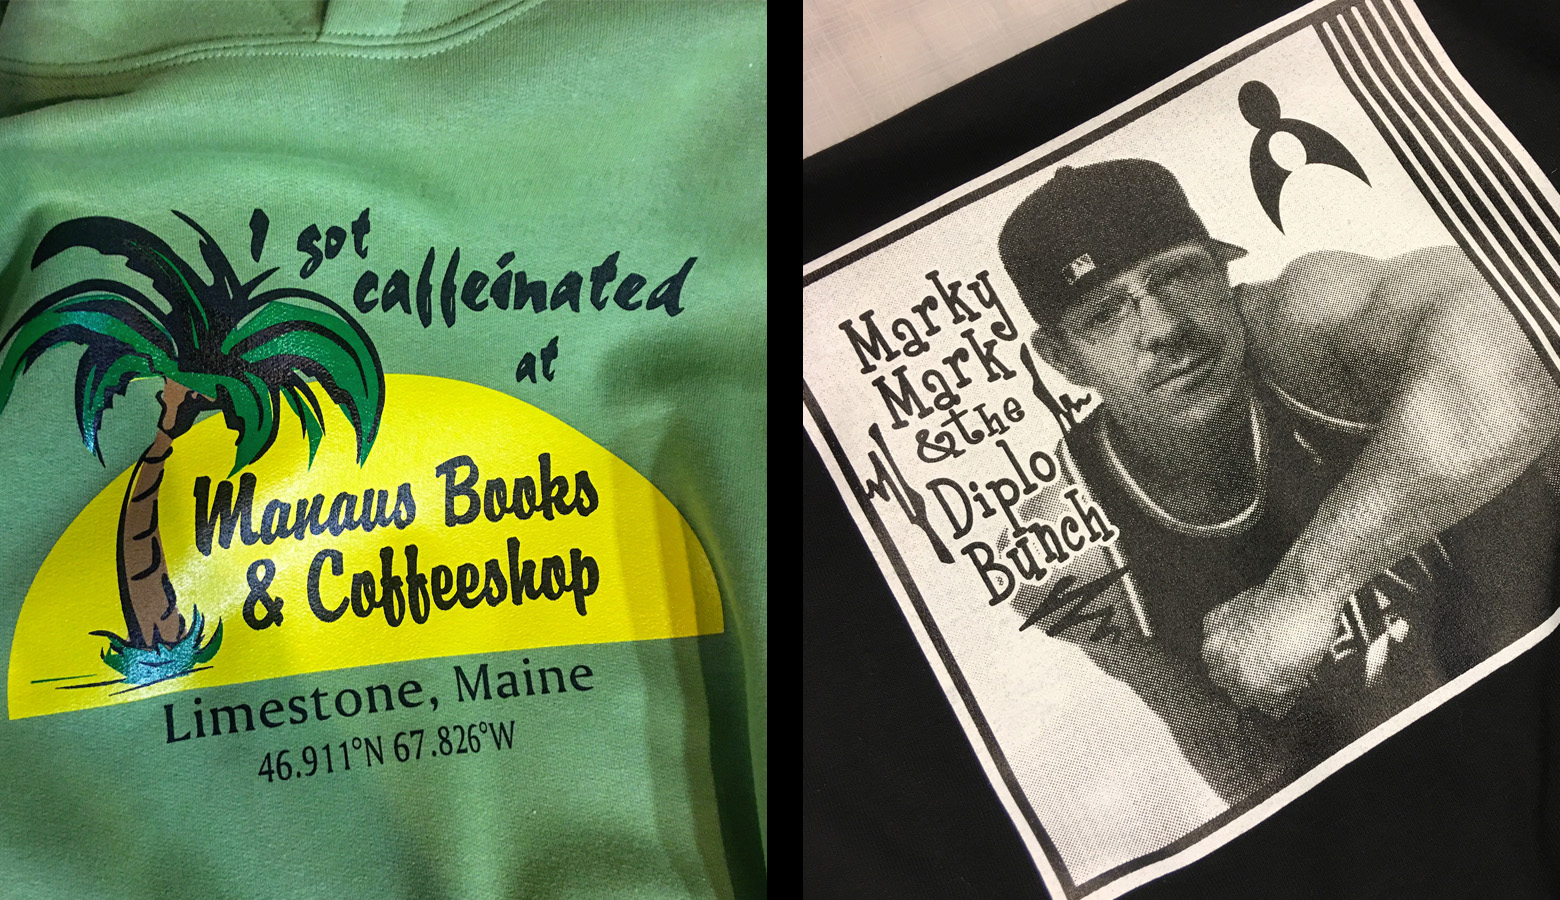 I got
caffeinated
at
Manaus Books
& Coffeeshop
Limestone, Maine
46.911°N 67.826°W
Marky
Mark
& the
Diplo
Bunch